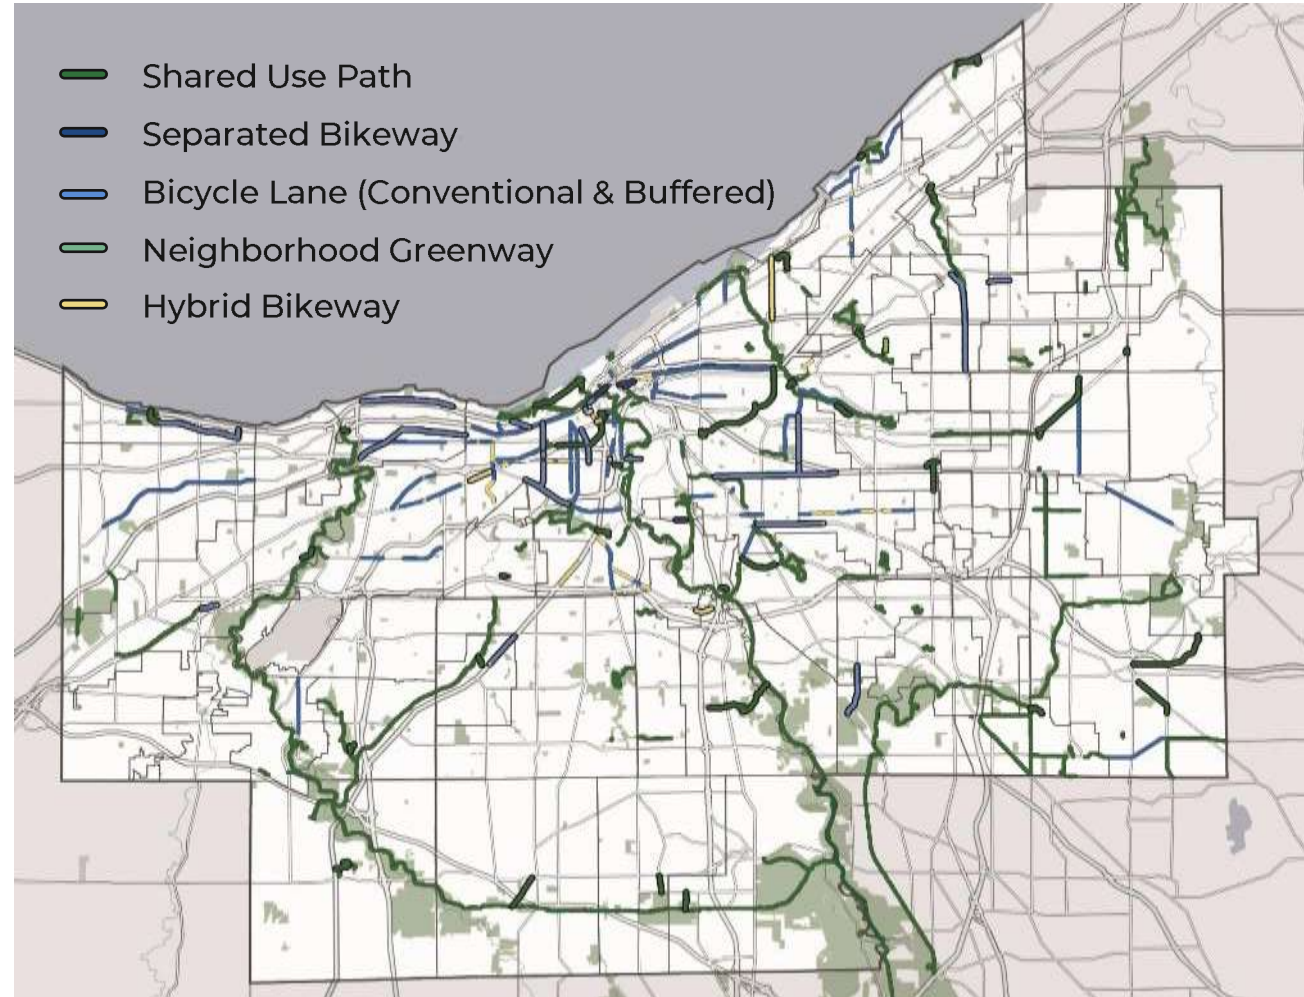 Shared Use Path
Separated Bikeway
Bicycle Lane (Conventional & Buffered)
Neighborhood Greenway
Hybrid Bikeway